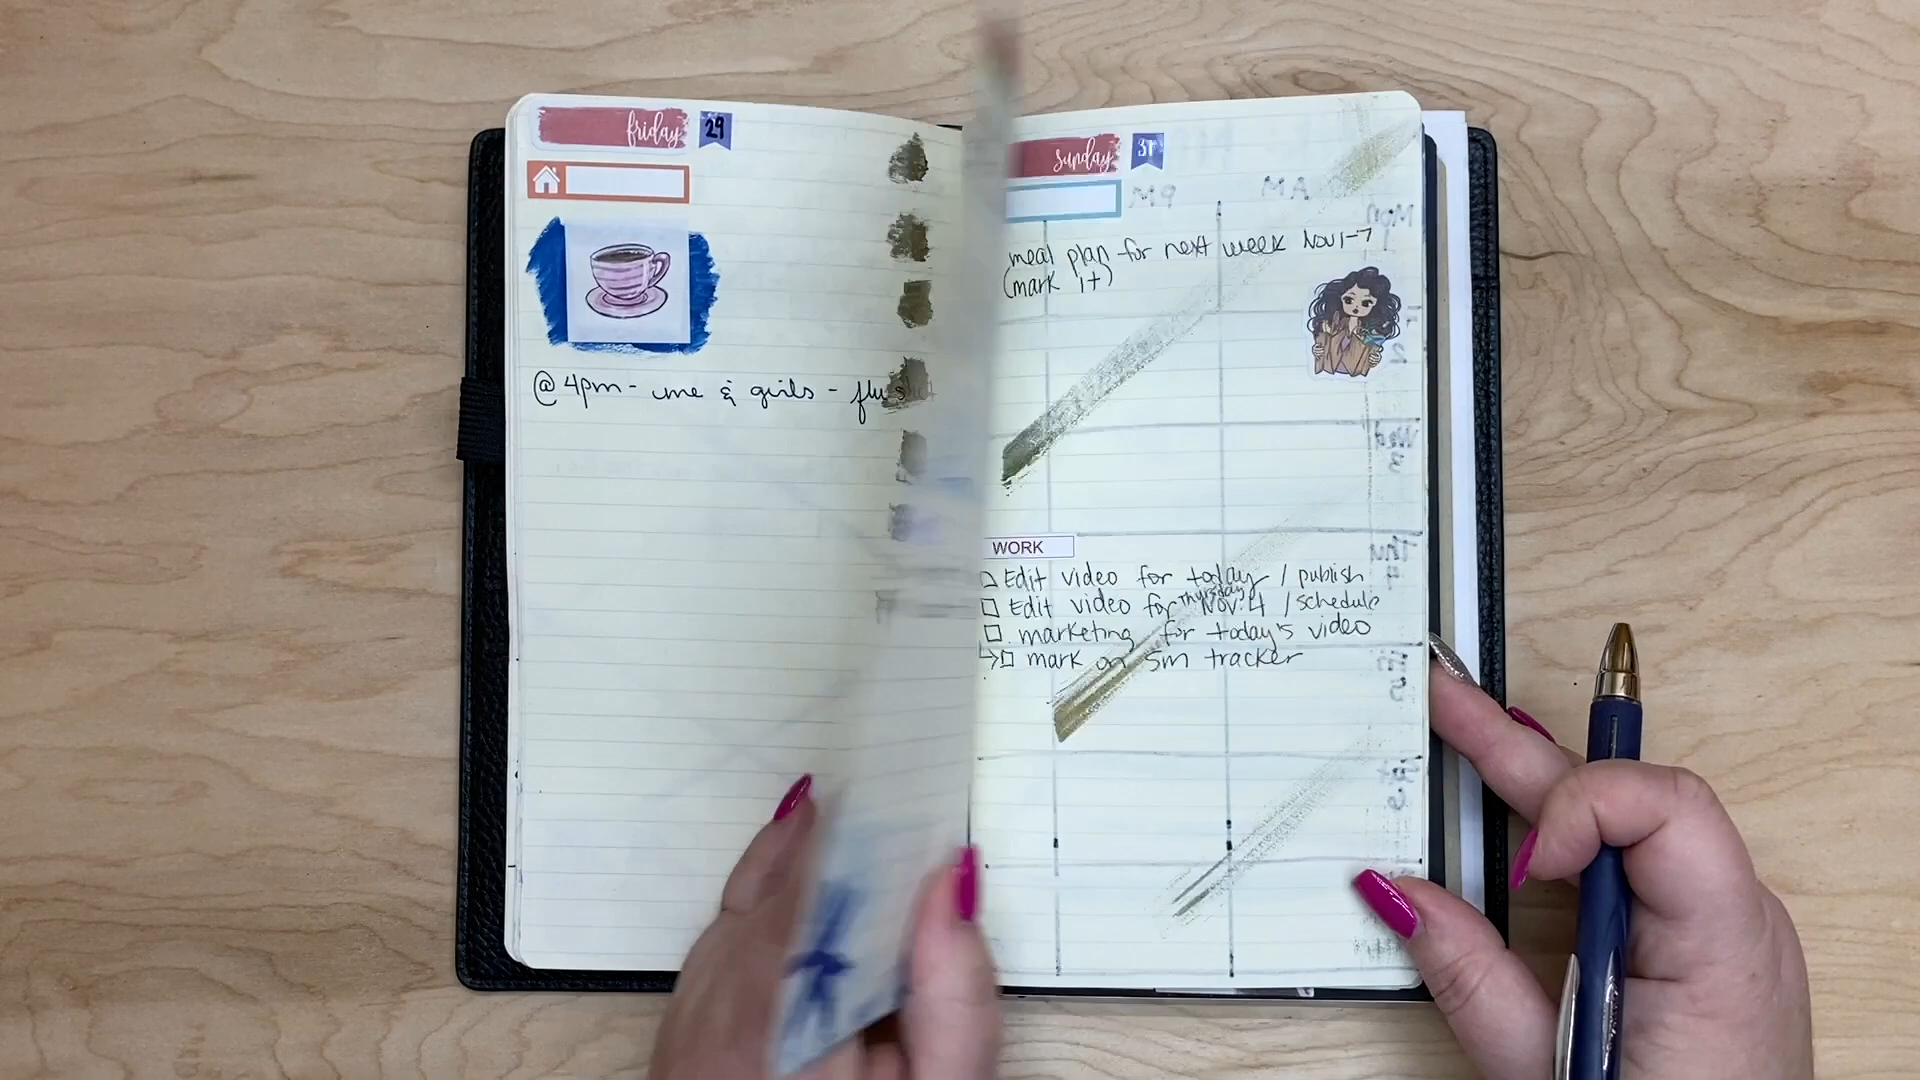 friday 29
@ 4pm - me & girls - flu shot
sunday 31
meal plan for next week Nov 1-7
(mark it)
WORK
Edit video for today / publish
Edit video for Thursday Nov. 4 / schedule
marketing for today's video
→ mark on sm tracker